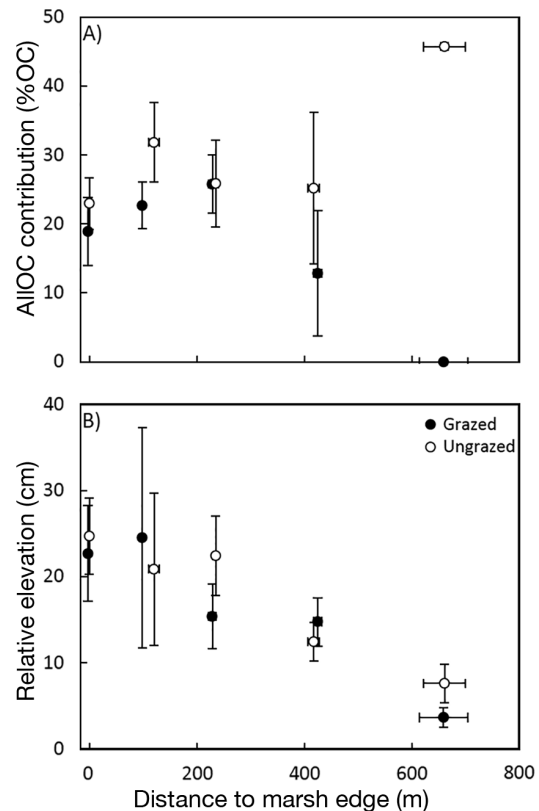 50
A)
40
30
20
10
0
AllOC contribution (%OC)
40
B)
Grazed
Ungrazed
30
20
10
0
Relative elevation (cm)
0 200 400 600 800
Distance to marsh edge (m)